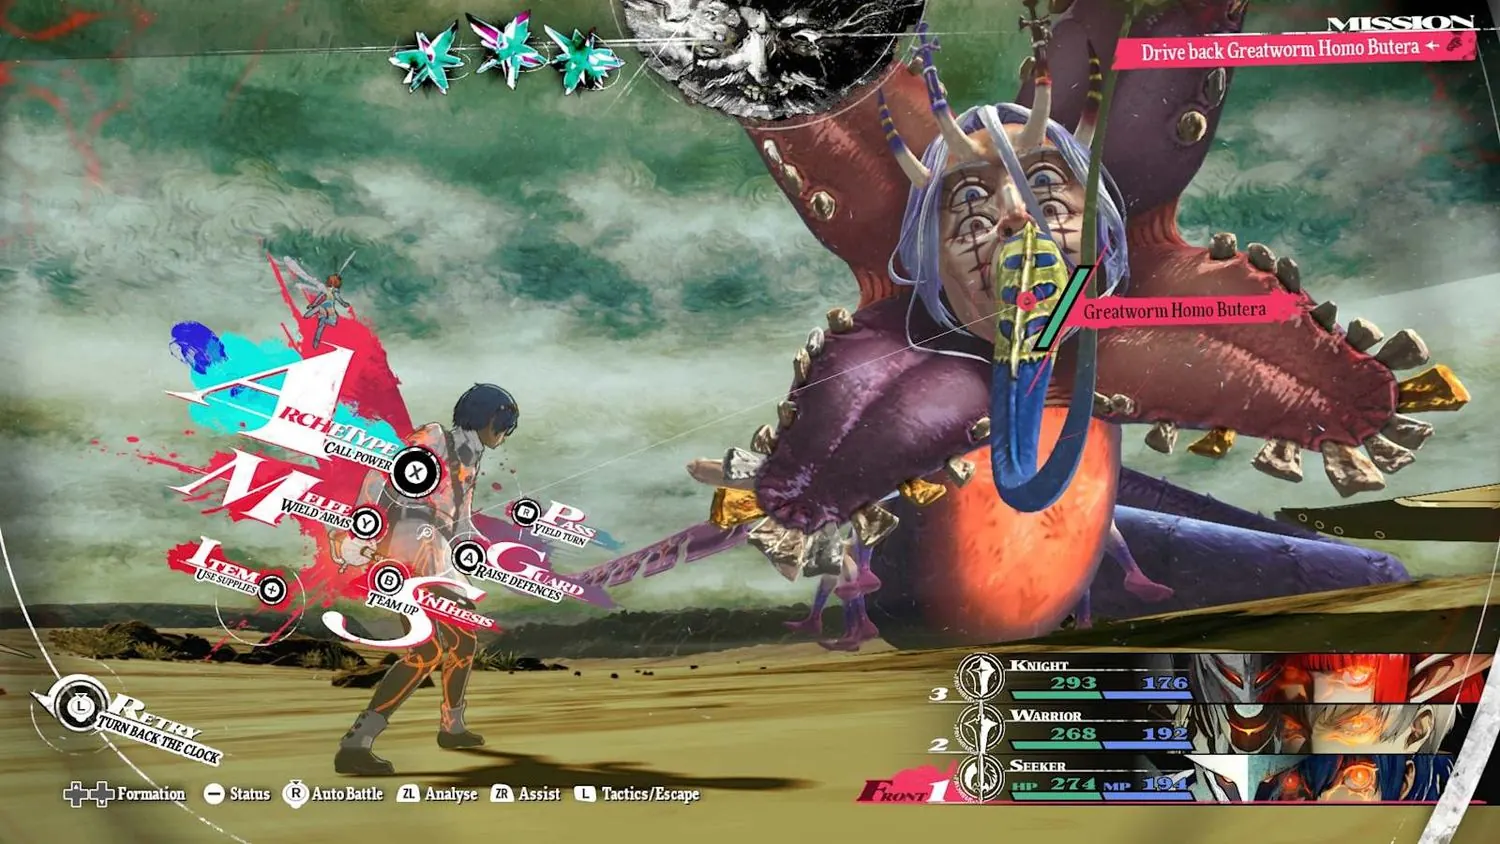 MISSION
Drive back Greatworm Homo Butera
Greatworm Homo Butera
ARCHETYPE
CALL POWER
X
MELEE
WIELD ARMS
Y
ITEM
USE SUPPLIES
+
R
PASS
YIELD TURN
A
GUARD
RAISE DEFENCES
B
SYNTHESIS
TEAM UP
L
RETRY
TURN BACK THE CLOCK
Formation
Status
R Auto Battle
ZL Analyse
ZR Assist
L Tactics/Escape
3
KNIGHT
293 176
2
WARRIOR
268 192
FRONT 1
SEEKER
HP 274 MP 194